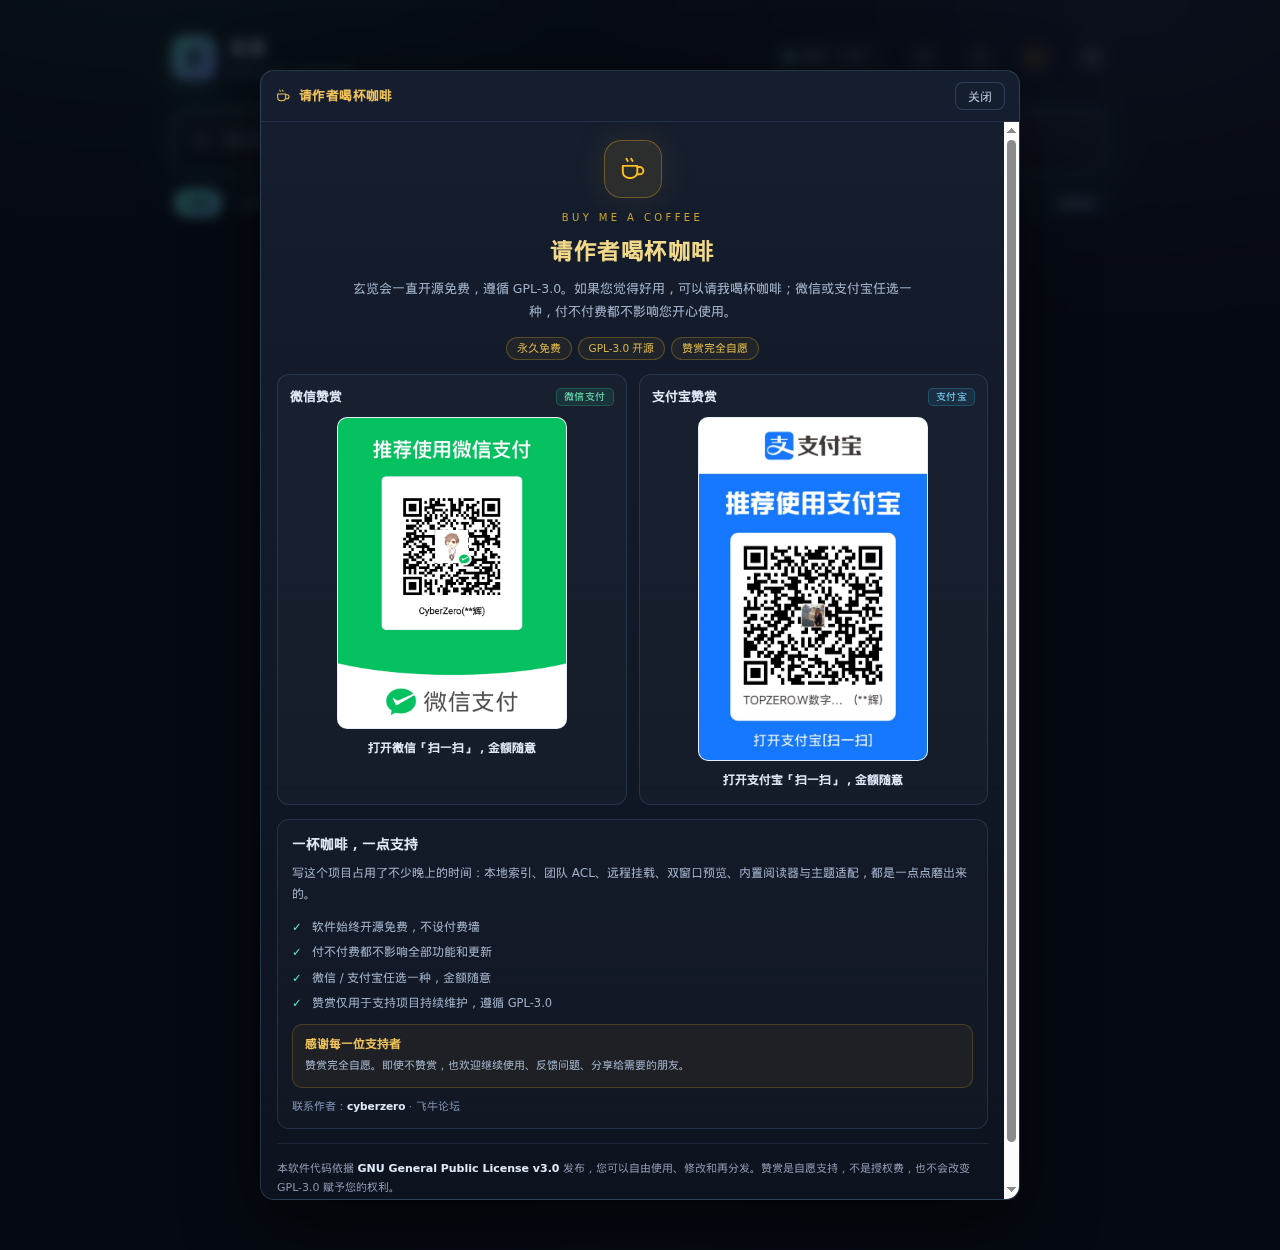 请作者喝杯咖啡
关闭
BUY ME A COFFEE
请作者喝杯咖啡
玄览会一直开源免费，遵循 GPL-3.0。如果您觉得好用，可以请我喝杯咖啡；微信或支付宝任选一
种，付不付费都不影响您开心使用。
永久免费
GPL-3.0 开源
赞赏完全自愿
微信赞赏
微信支付
推荐使用微信支付
CyberZero(**辉)
微信支付
打开微信「扫一扫」，金额随意
支付宝赞赏
支付宝
支付宝
推荐使用支付宝
TOPZERO.W数字... (**辉)
打开支付宝[扫一扫]
打开支付宝「扫一扫」，金额随意
一杯咖啡，一点支持
写这个项目占用了不少晚上的时间：本地索引、团队 ACL、远程挂载、双窗口预览、内置阅读器与主题适配，都是一点点磨出来
的。
✓ 软件始终开源免费，不设付费墙
✓ 付不付费都不影响全部功能和更新
✓ 微信 / 支付宝任选一种，金额随意
✓ 赞赏仅用于支持项目持续维护，遵循 GPL-3.0
感谢每一位支持者
赞赏完全自愿。即使不赞赏，也欢迎继续使用、反馈问题、分享给需要的朋友。
联系作者：cyberzero · 飞牛论坛
本软件代码依据 GNU General Public License v3.0 发布，您可以自由使用、修改和再分发。赞赏是自愿支持，不是授权费，也不会改变
GPL-3.0 赋予您的权利。